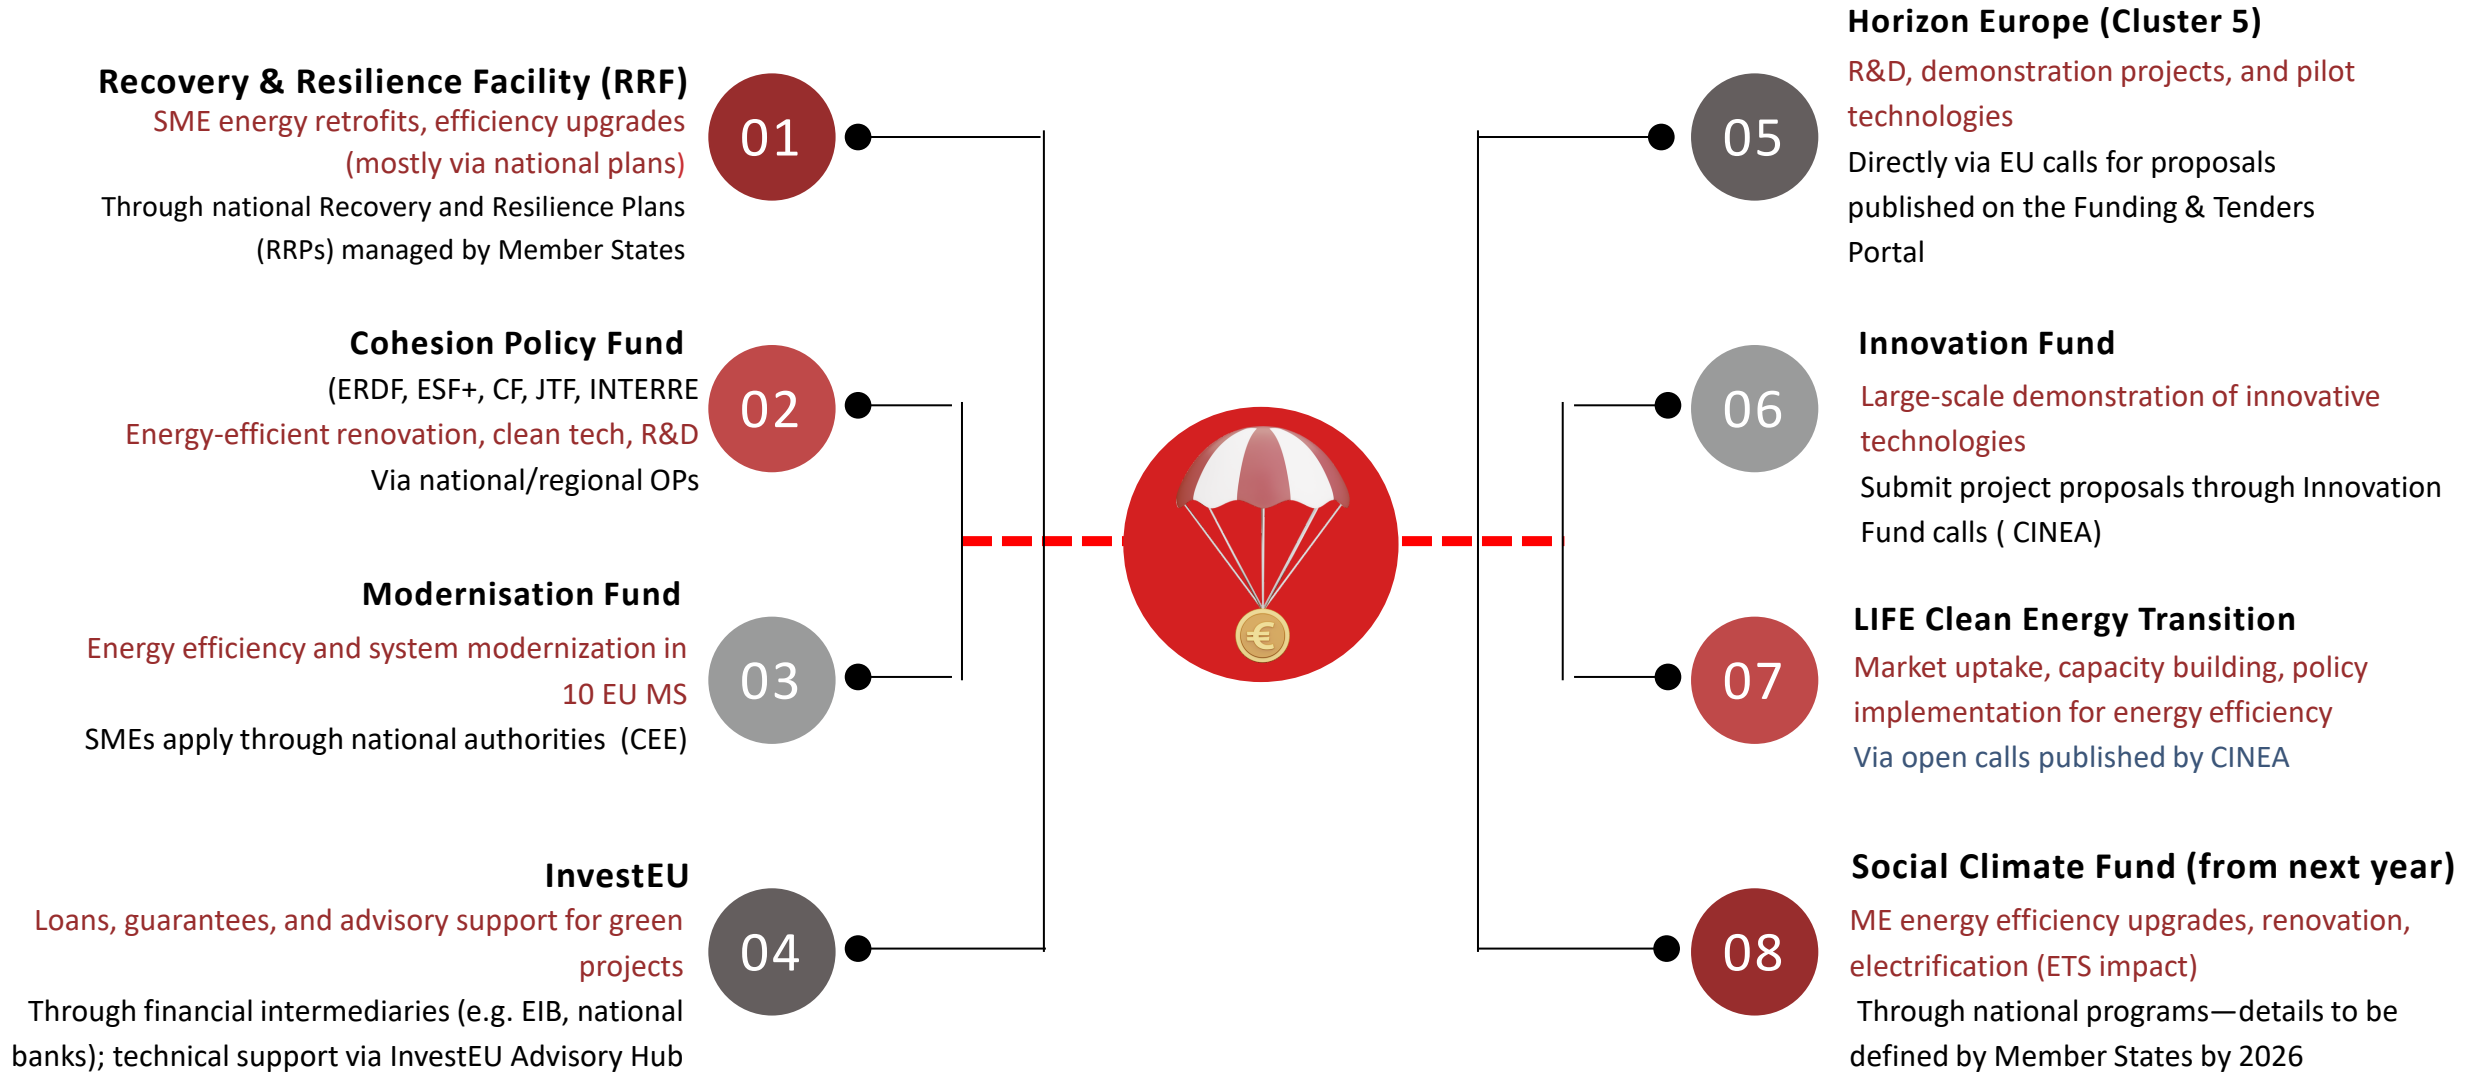 Recovery & Resilience Facility (RRF)
SME energy retrofits, efficiency upgrades
(mostly via national plans)
Through national Recovery and Resilience Plans
(RRPs) managed by Member States
01
Cohesion Policy Fund
(ERDF, ESF+, CF, JTF, INTERRE
Energy-efficient renovation, clean tech, R&D
Via national/regional OPs
02
Modernisation Fund
Energy efficiency and system modernization in
10 EU MS
SMEs apply through national authorities (CEE)
03
InvestEU
Loans, guarantees, and advisory support for green
projects
Through financial intermediaries (e.g. EIB, national
banks); technical support via InvestEU Advisory Hub
04
€
Horizon Europe (Cluster 5)
R&D, demonstration projects, and pilot
technologies
Directly via EU calls for proposals
published on the Funding & Tenders
Portal
05
Innovation Fund
Large-scale demonstration of innovative
technologies
Submit project proposals through Innovation
Fund calls ( CINEA)
06
LIFE Clean Energy Transition
Market uptake, capacity building, policy
implementation for energy efficiency
Via open calls published by CINEA
07
Social Climate Fund (from next year)
ME energy efficiency upgrades, renovation,
electrification (ETS impact)
Through national programs—details to be
defined by Member States by 2026
08